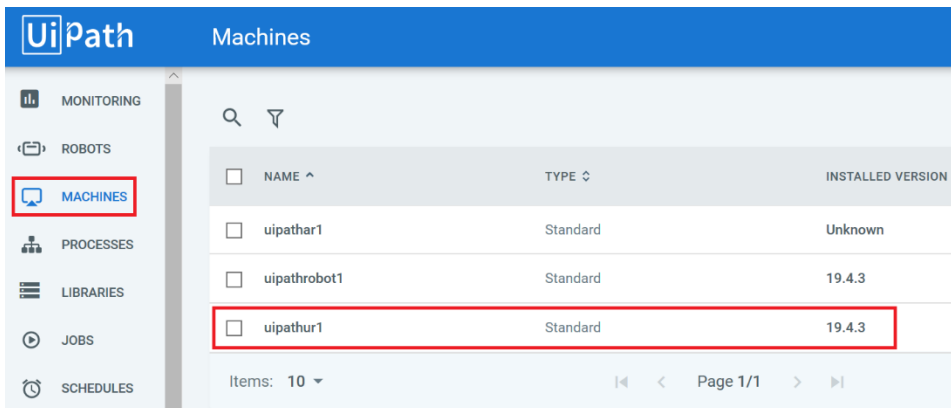 UiPath Machines
MONITORING
ROBOTS
NAME TYPE INSTALLED VERSION
MACHINES
uipathar1 Standard Unknown
PROCESSES
uipathrobot1 Standard 19.4.3
LIBRARIES
uipathur1 Standard 19.4.3
JOBS
Items: 10 Page 1/1
SCHEDULES